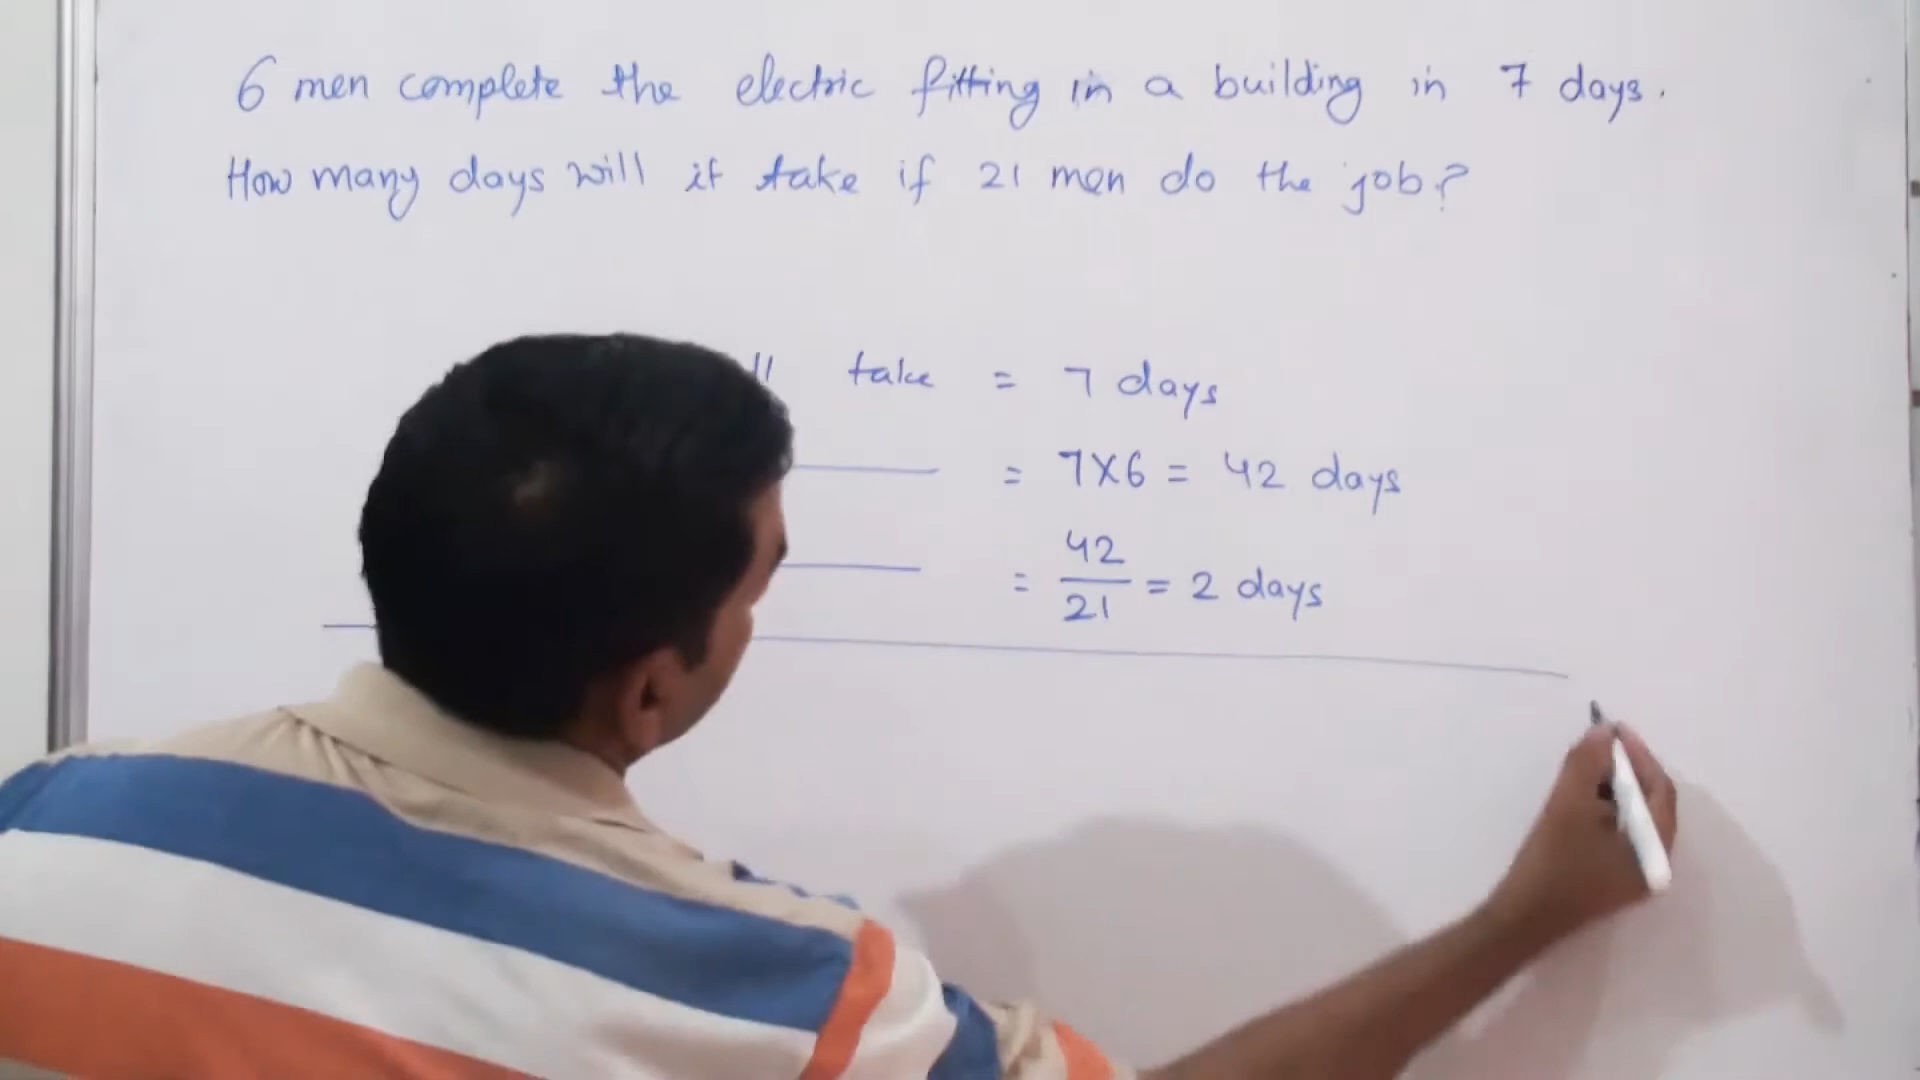 6 men complete the electric fitting in a building in 7 days.
How many days will it take if 21 men do the job?
take = 7 days
= 7X6 = 42 days
= 42/21 = 2 days